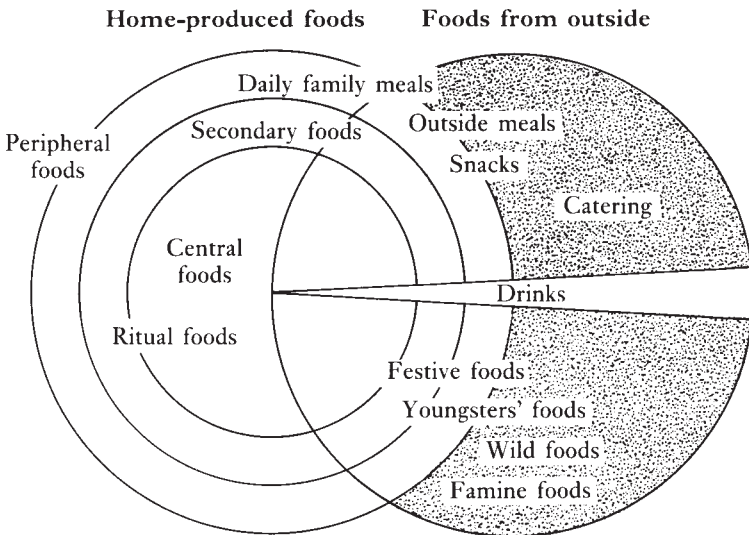 Home-produced foods
Foods from outside
Daily family meals
Secondary foods
Outside meals
Peripheral
foods
Snacks
Catering
Central
foods
Drinks
Ritual foods
Festive foods
Youngsters' foods
Wild foods
Famine foods